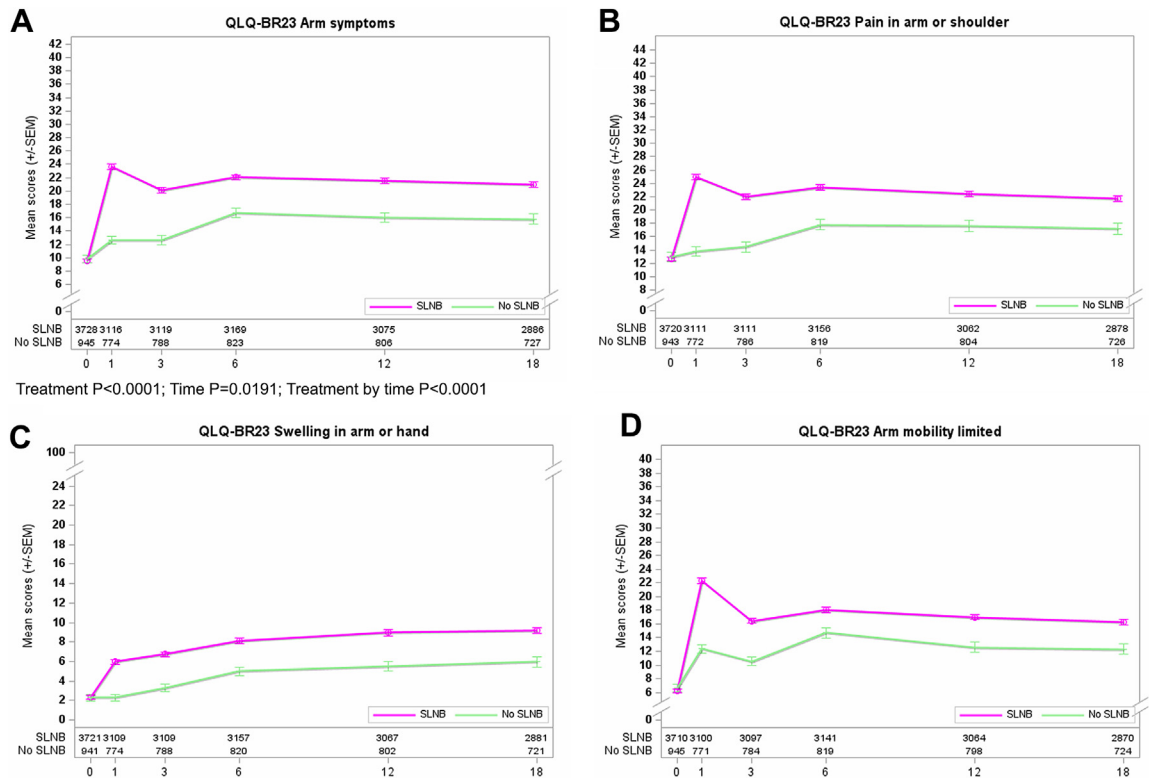 A
QLQ-BR23 Arm symptoms
Mean scores (+/-SEM)
42
40
38
36
34
32
30
28
26
24
22
20
18
16
14
12
10
8
6
0
SLNB No SLNB
SLNB 3728 3116 3119 3169 3075 2886
No SLNB 945 774 788 823 806 727
0 1 3 6 12 18
Treatment P<0.0001; Time P=0.0191; Treatment by time P<0.0001
B
QLQ-BR23 Pain in arm or shoulder
Mean scores (+/-SEM)
44
42
40
38
36
34
32
30
28
26
24
22
20
18
16
14
12
10
8
0
SLNB No SLNB
SLNB 3720 3111 3111 3156 3062 2878
No SLNB 943 772 786 819 804 726
0 1 3 6 12 18
C
QLQ-BR23 Swelling in arm or hand
Mean scores (+/-SEM)
100
24
22
20
18
16
14
12
10
8
6
4
2
0
SLNB No SLNB
SLNB 3721 3109 3109 3157 3067 2881
No SLNB 941 774 788 820 802 721
0 1 3 6 12 18
D
QLQ-BR23 Arm mobility limited
Mean scores (+/-SEM)
40
38
36
34
32
30
28
26
24
22
20
18
16
14
12
10
8
6
0
SLNB No SLNB
SLNB 3710 3100 3097 3141 3064 2870
No SLNB 945 771 784 819 798 724
0 1 3 6 12 18